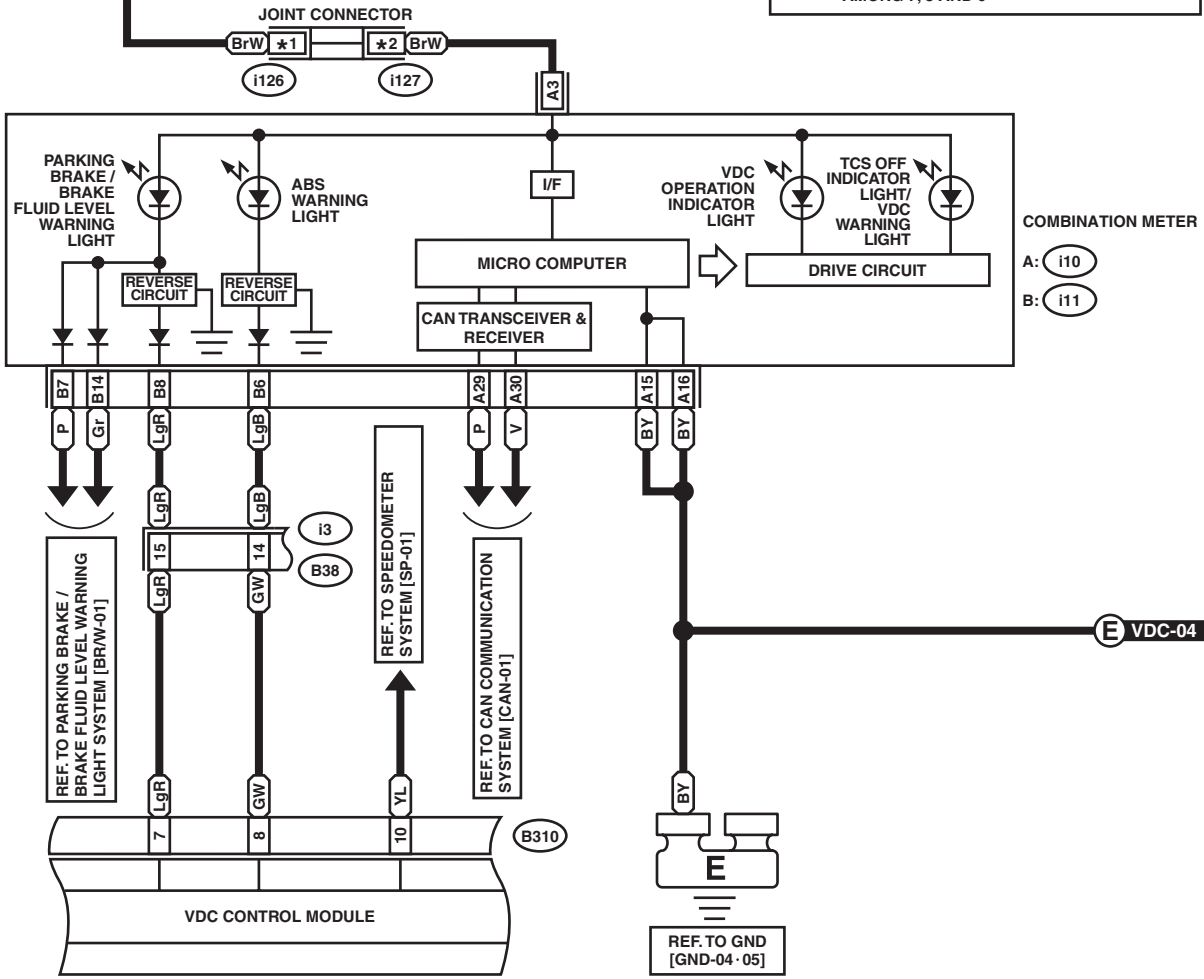 AMONG 7, 8 AND 9
JOINT CONNECTOR
BrW *1 *2 BrW
i126 i127
A3
PARKING
BRAKE /
BRAKE
FLUID LEVEL
WARNING
LIGHT
ABS
WARNING
LIGHT
I/F
VDC
OPERATION
INDICATOR
LIGHT
TCS OFF
INDICATOR
LIGHT/
VDC
WARNING
LIGHT
COMBINATION METER
A: i10
B: i11
MICRO COMPUTER
DRIVE CIRCUIT
REVERSE
CIRCUIT
REVERSE
CIRCUIT
CAN TRANSCEIVER &
RECEIVER
B7 B14 B8 B6 A29 A30 A15 A16
P Gr LgR LgB P V BY BY
LgR LgB
i3
15 14
B38
LgR GW
REF. TO PARKING BRAKE /
BRAKE FLUID LEVEL WARNING
LIGHT SYSTEM [BR/W-01]
REF. TO SPEEDOMETER
SYSTEM [SP-01]
REF. TO CAN COMMUNICATION
SYSTEM [CAN-01]
E VDC-04
LgR GW YL BY
7 8 10
B310
E
VDC CONTROL MODULE
REF. TO GND
[GND-04·05]